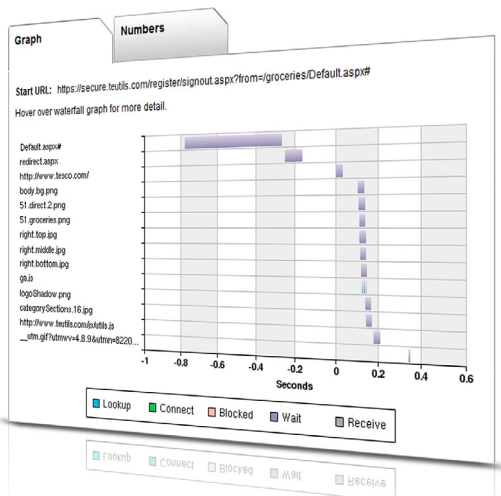 Graph
Numbers
Start URL: https://secure.teutils.com/register/signout.aspx?from=/groceries/Default.aspx#
Hover over waterfall graph for more detail.
Default.aspx#
redirect.aspx
http://www.tesco.com/
body.bg.png
51.direct.2.png
51.groceries.png
right.top.jpg
right.middle.jpg
right.bottom.jpg
ga.js
logoShadow.png
categorySections.16.jpg
http://www.teutils.com/js/utils.js
__utm.gif?utmwv=4.8.9&utmn=8220...
-1 -0.8 -0.6 -0.4 -0.2 0 0.2 0.4 0.6
Seconds
Lookup Connect Blocked Wait Receive